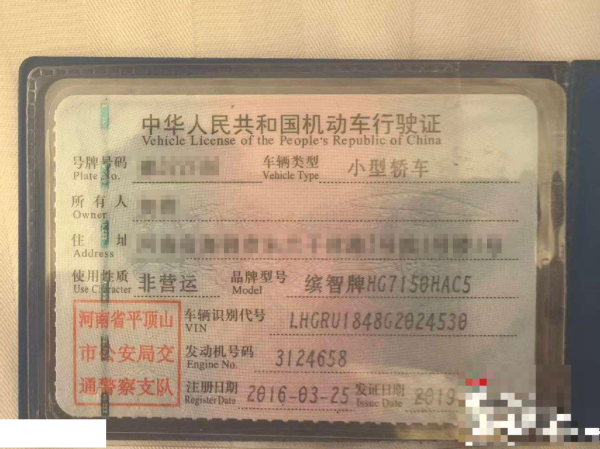 中华人民共和国机动车行驶证
Vehicle License of the People's Republic of China
号牌号码
Plate No.
车辆类型 小型轿车
Vehicle Type
所有人
Owner
住址
Address
使用性质 非营运 品牌型号 缤智牌HG7150HAC5
Use Character Model
河南省平顶山
市公安局交
通警察支队
车辆识别代号 LHGRU1848G2024530
VIN
发动机号码 3124658
Engine No.
注册日期 2016-03-25 发证日期 2019
Register Date Issue Date